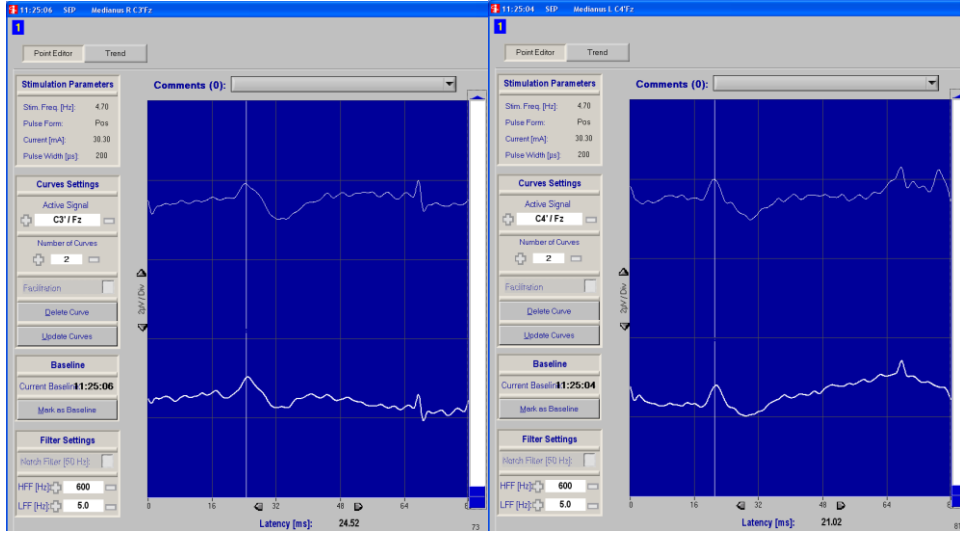 11:25:06 SEP Medianus R C3'Fz
1
Point Editor Trend
Stimulation Parameters
Comments (0):
Stim. Freq. [Hz]: 4.70
Pulse Form: Pos
Current [mA]: 30.30
Pulse Width [µs]: 200
Curves Settings
Active Signal
C3' / Fz
Number of Curves
2
Facilitation
2µV / Div
Delete Curve
Update Curves
Baseline
Current Baselin 11:25:06
Mark as Baseline
Filter Settings
Notch Filter [50 Hz]:
HFF [Hz]: 600
LFF [Hz]: 5.0
0 16 32 48 64
Latency [ms]: 24.52
73
11:25:04 SEP Medianus L C4'Fz
1
Point Editor Trend
Stimulation Parameters
Comments (0):
Stim. Freq. [Hz]: 4.70
Pulse Form: Pos
Current [mA]: 30.30
Pulse Width [µs]: 200
Curves Settings
Active Signal
C4' / Fz
Number of Curves
2
Facilitation
2µV / Div
Delete Curve
Update Curves
Baseline
Current Baselin 11:25:04
Mark as Baseline
Filter Settings
Notch Filter [50 Hz]:
HFF [Hz]: 600
LFF [Hz]: 5.0
0 16 32 48 64
Latency [ms]: 21.02